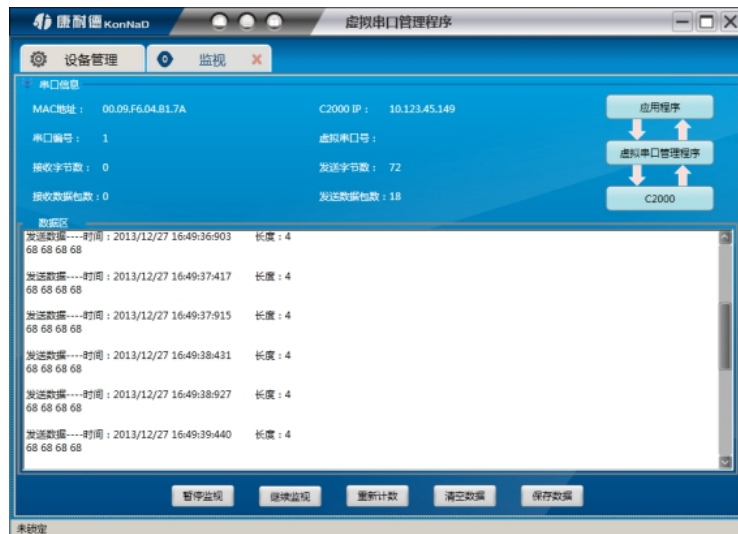 康耐德 KonNaD 虚拟串口管理程序
设备管理 监视
串口信息
MAC地址： 00.09.F6.04.81.7A C2000 IP： 10.123.45.149 应用程序
串口编号： 1 虚拟串口号：
虚拟串口管理程序
接收字节数： 0 发送字节数： 72
接收数据包数：0 发送数据包数：18 C2000
数据区
发送数据----时间：2013/12/27 16:49:36:903 长度：4
68 68 68 68
发送数据----时间：2013/12/27 16:49:37:417 长度：4
68 68 68 68
发送数据----时间：2013/12/27 16:49:37:915 长度：4
68 68 68 68
发送数据----时间：2013/12/27 16:49:38:431 长度：4
68 68 68 68
发送数据----时间：2013/12/27 16:49:38:927 长度：4
68 68 68 68
发送数据----时间：2013/12/27 16:49:39:440 长度：4
68 68 68 68
暂停监视 继续监视 重新计数 清空数据 保存数据
未锁定